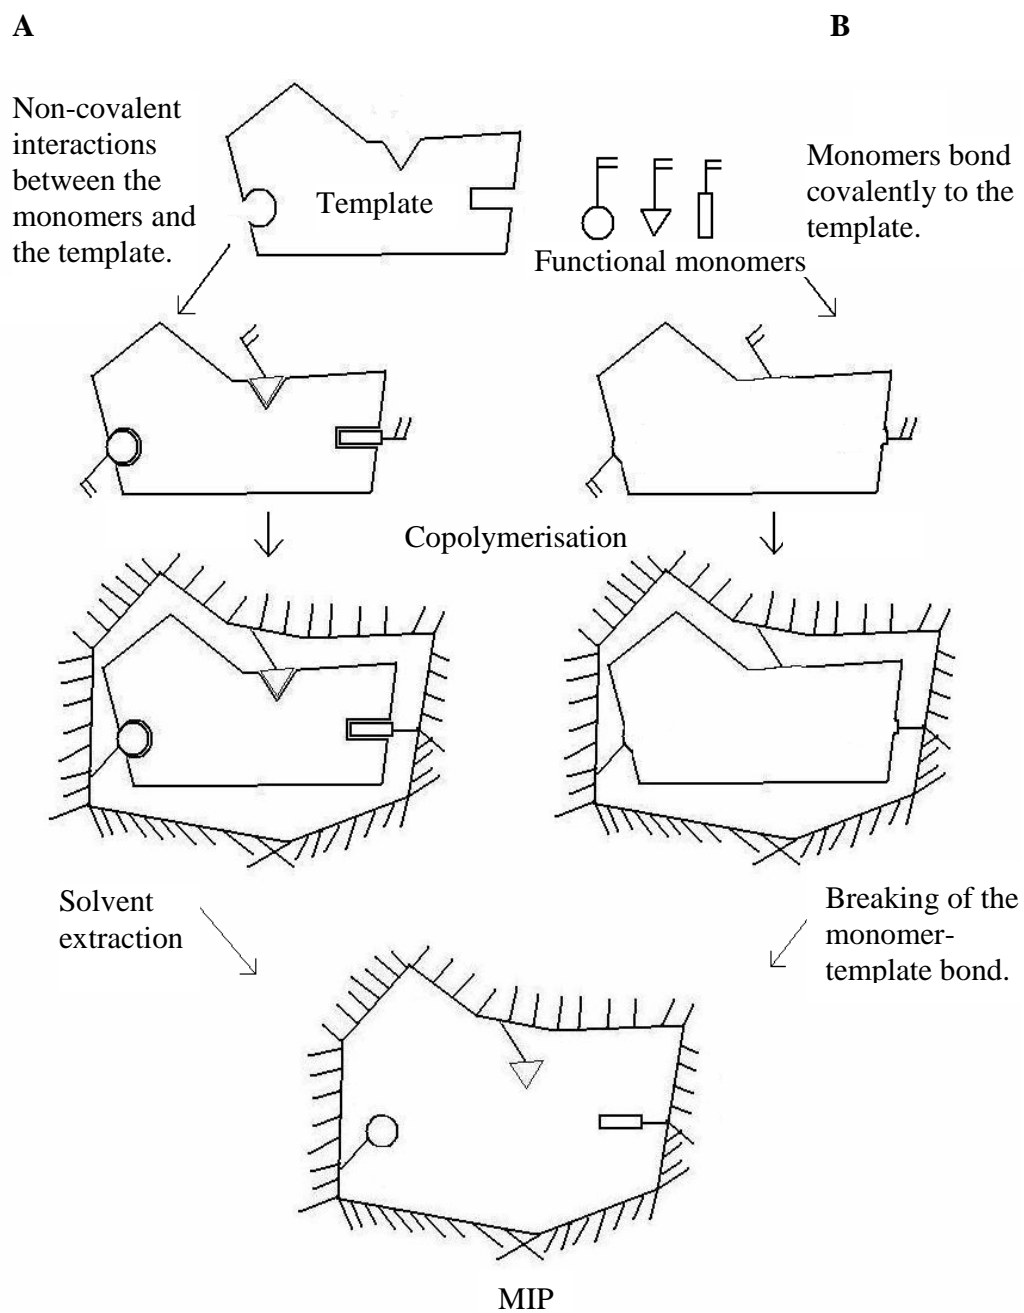 A
B
Non-covalent
interactions
between the
monomers and
the template.
Template
Functional monomers
Monomers bond
covalently to the
template.
Copolymerisation
Solvent
extraction
Breaking of the
monomer-
template bond.
MIP